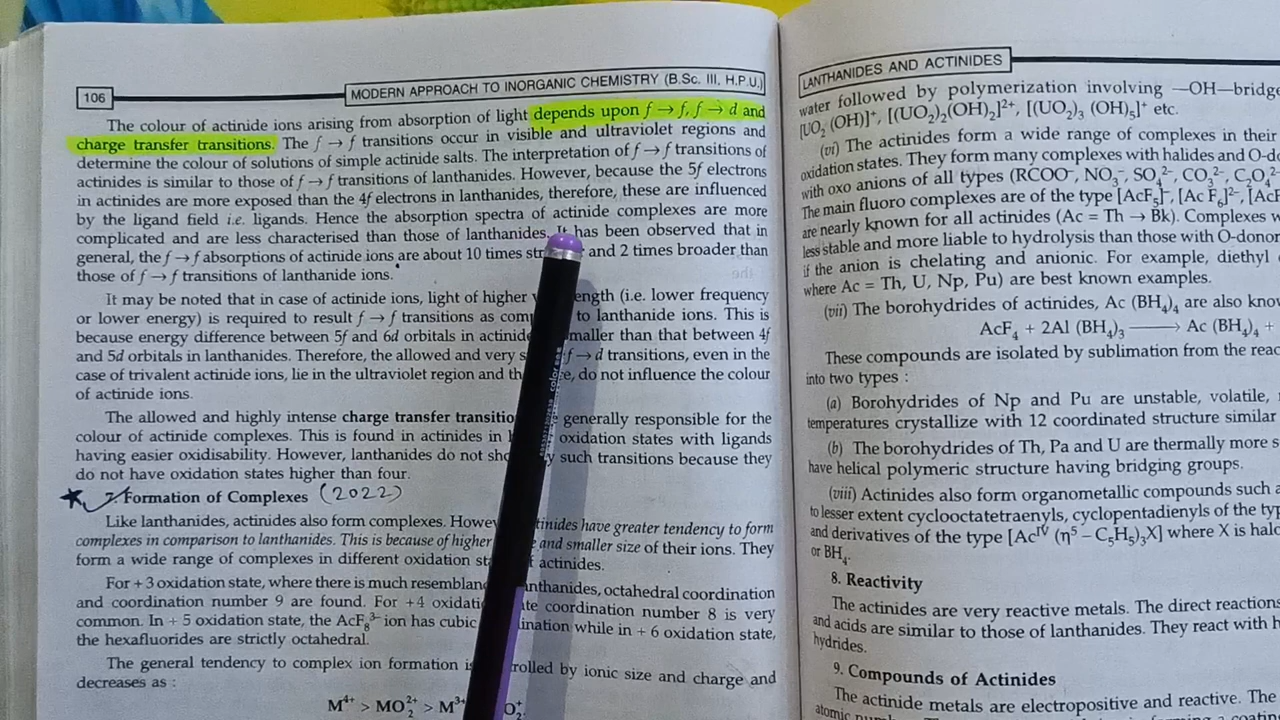 106
MODERN APPROACH TO INORGANIC CHEMISTRY (B.Sc. III, H.P.U.)
The colour of actinide ions arising from absorption of light depends upon f → f, f → d and
charge transfer transitions. The f → f transitions occur in visible and ultraviolet regions and
determine the colour of solutions of simple actinide salts. The interpretation of f → f transitions of
actinides is similar to those of f → f transitions of lanthanides. However, because the 5f electrons
in actinides are more exposed than the 4f electrons in lanthanides, therefore, these are influenced
by the ligand field i.e. ligands. Hence the absorption spectra of actinide complexes are more
complicated and are less characterised than those of lanthanides. It has been observed that in
general, the f → f absorptions of actinide ions are about 10 times and 2 times broader than
those of f → f transitions of lanthanide ions.
It may be noted that in case of actinide ions, light of higher (i.e. lower frequency
or lower energy) is required to result f → f transitions as to lanthanide ions. This is
because energy difference between 5f and 6d orbitals in than that between 4f
and 5d orbitals in lanthanides. Therefore, the allowed and very f → d transitions, even in the
case of trivalent actinide ions, lie in the ultraviolet region and do not influence the colour
of actinide ions.
The allowed and highly intense charge transfer generally responsible for the
colour of actinide complexes. This is found in actinides in oxidation states with ligands
having easier oxidisability. However, lanthanides do not such transitions because they
do not have oxidation states higher than four.
★ 7 Formation of Complexes (2022)
Like lanthanides, actinides also form complexes. have greater tendency to form
complexes in comparison to lanthanides. This is because of higher and smaller size of their ions. They
form a wide range of complexes in different oxidation actinides.
For + 3 oxidation state, where there is much octahedral coordination
and coordination number 9 are found. For +4 coordination number 8 is very
common. In + 5 oxidation state, the AcF₈³⁻ ion has cubic while in + 6 oxidation state,
the hexafluorides are strictly octahedral.
The general tendency to complex ion formation is by ionic size and charge and
decreases as :
M⁴⁺ > MO₂²⁺ > M³⁺ O₂⁺
LANTHANIDES AND ACTINIDES
water followed by polymerization involving —OH—
[UO₂ (OH)]⁺, [(UO₂)₂(OH)₂]²⁺, [(UO₂)₃ (OH)₅]⁺ etc.
(vi) The actinides form a wide range of complexes in their
oxidation states. They form many complexes with halides and
with oxo anions of all types (RCOO⁻, NO₃⁻, SO₄²⁻, CO₃²⁻, C₂O₄²⁻
The main fluoro complexes are of the type [AcF₅]⁻, [Ac F₆]²⁻,
are nearly known for all actinides (Ac = Th → Bk). Complexes
less stable and more liable to hydrolysis than those with
if the anion is chelating and anionic. For example, diethyl
where Ac = Th, U, Np, Pu) are best known examples.
(vii) The borohydrides of actinides, Ac (BH₄)₄ are also
AcF₄ + 2Al (BH₄)₃ ⟶ Ac (BH₄)₄ +
These compounds are isolated by sublimation from the
into two types :
(a) Borohydrides of Np and Pu are unstable, volatile,
temperatures crystallize with 12 coordinated structure similar
(b) The borohydrides of Th, Pa and U are thermally more
have helical polymeric structure having bridging groups.
(viii) Actinides also form organometallic compounds such
to lesser extent cyclooctatetraenyls, cyclopentadienyls of the
and derivatives of the type [Acᴵⱽ (η⁵ – C₅H₅)₃X] where X is
or BH₄.
8. Reactivity
The actinides are very reactive metals. The direct
and acids are similar to those of lanthanides. They react with
hydrides.
9. Compounds of Actinides
The actinide metals are electropositive and reactive. The
atomic